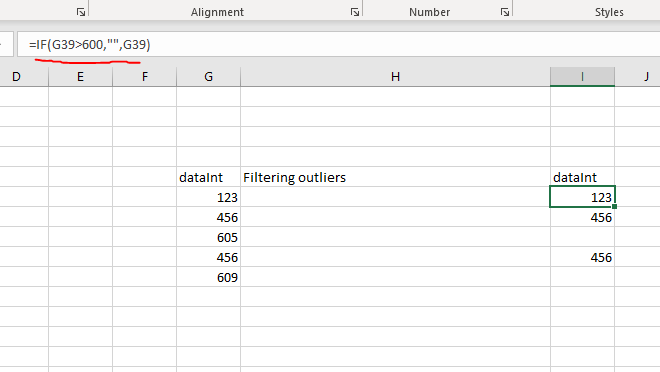 Alignment Number Styles
=IF(G39>600,"",G39)
D E F G H I J
dataInt Filtering outliers dataInt
123 123
456 456
605
456 456
609